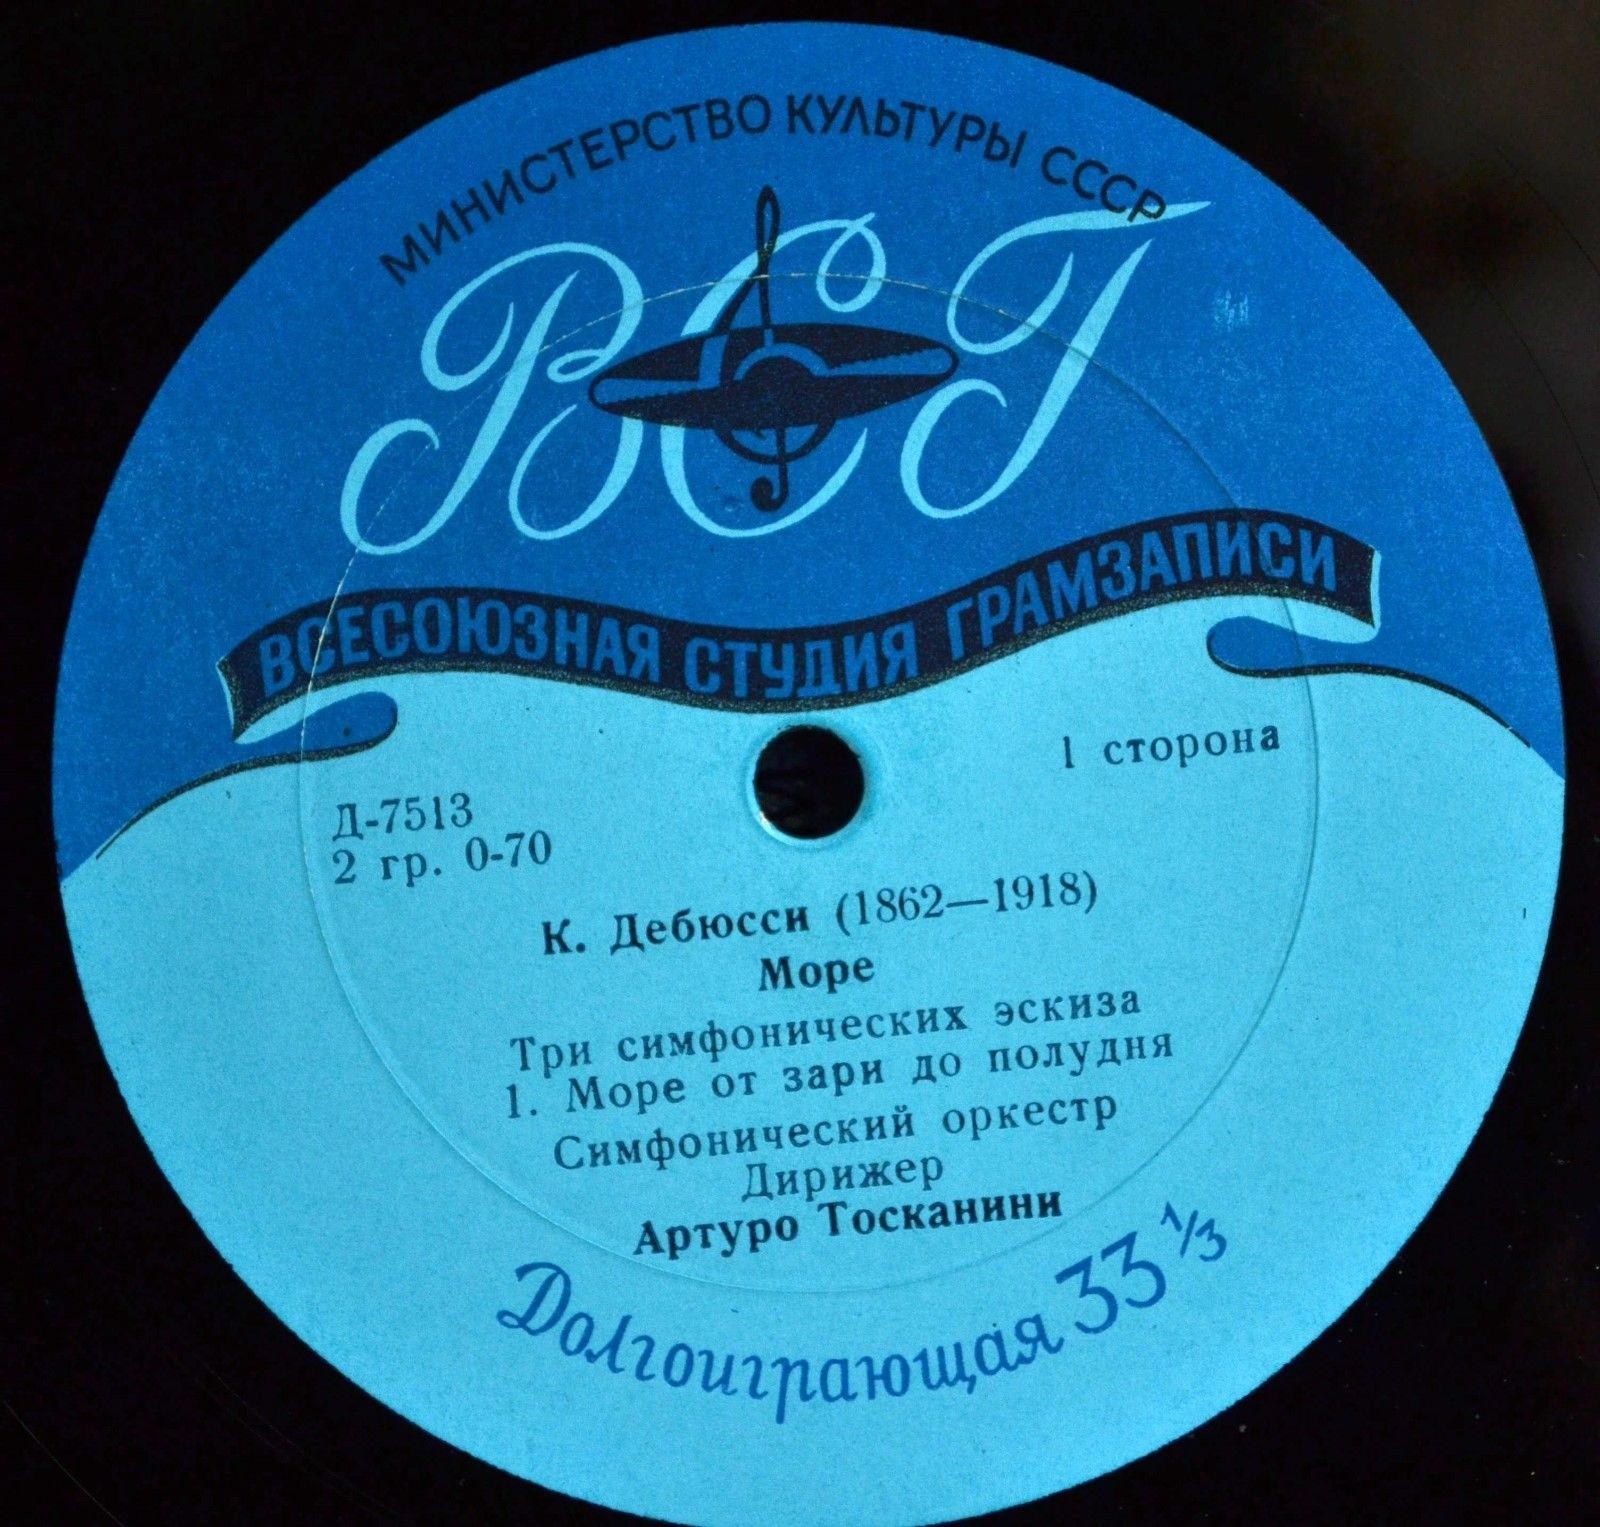 МИНИСТЕРСТВО КУЛЬТУРЫ СССР
ВСГ
ВСЕСОЮЗНАЯ СТУДИЯ ГРАМЗАПИСИ
1 сторона
Д-7513
2 гр. 0-70
К. Дебюсси (1862—1918)
Море
Три симфонических эскиза
1. Море от зари до полудня
Симфонический оркестр
Дирижер
Артуро Тосканини
Долгоиграющая 33 1/3